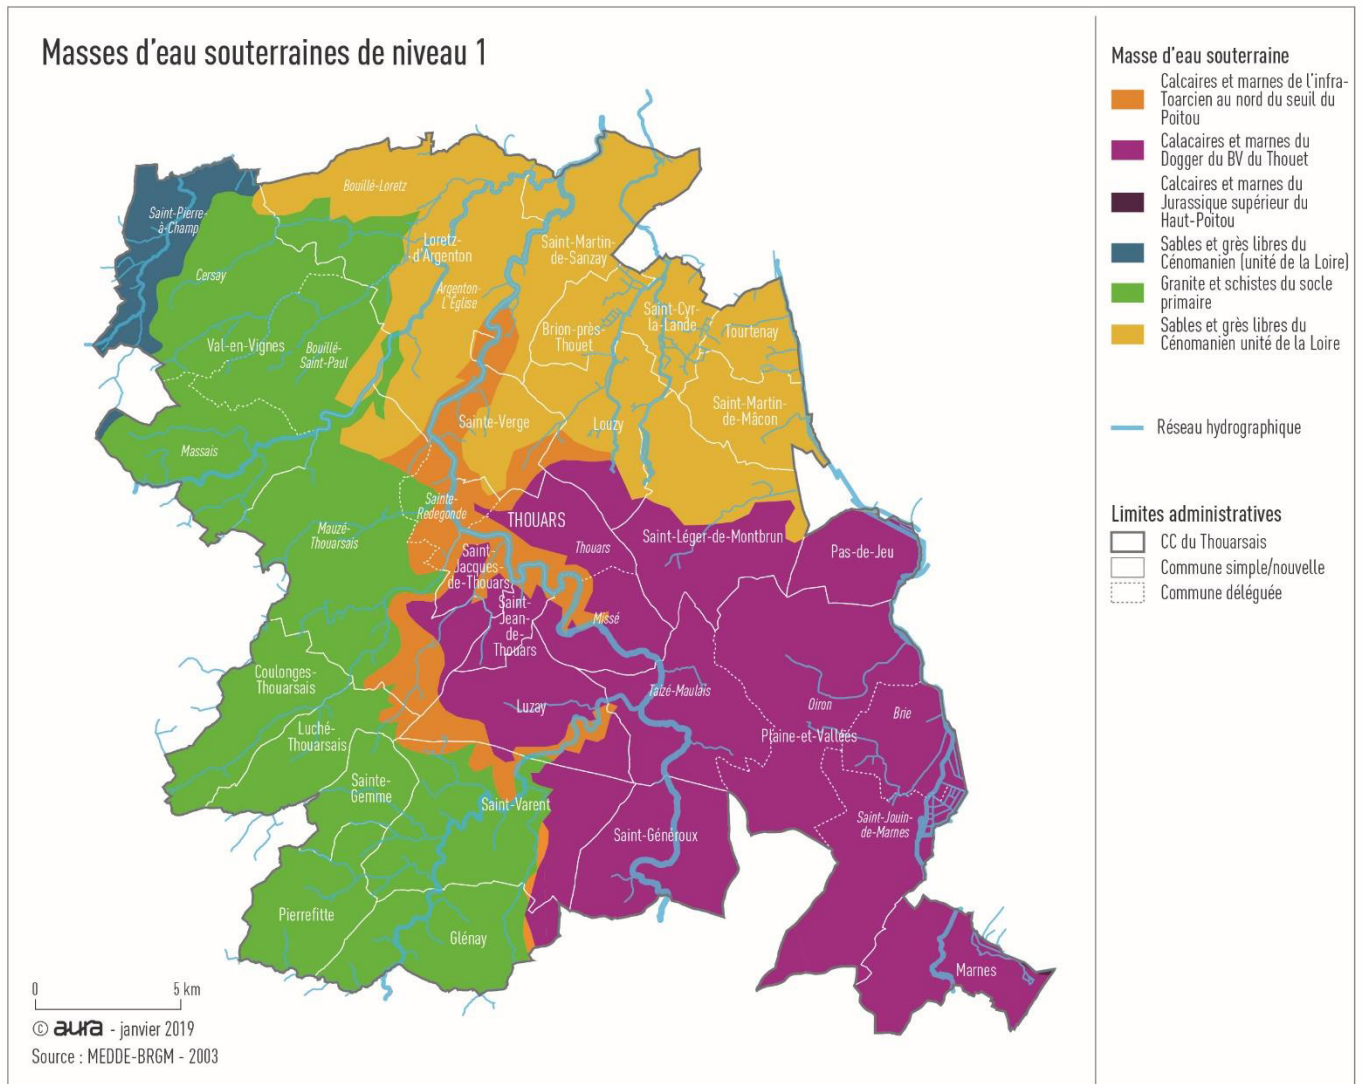 Masses d'eau souterraines de niveau 1
Masse d'eau souterraine
Calcaires et marnes de l'infra-
Toarcien au nord du seuil du
Poitou
Calacaires et marnes du
Dogger du BV du Thouet
Calcaires et marnes du
Jurassique supérieur du
Haut-Poitou
Sables et grès libres du
Cénomanien (unité de la Loire)
Granite et schistes du socle
primaire
Sables et grès libres du
Cénomanien unité de la Loire
Réseau hydrographique
Limites administratives
CC du Thouarsais
Commune simple/nouvelle
Commune déléguée
Bouillé-Loretz
Saint-Pierre-
à-Champ
Cersay
Loretz-
d'Argenton
Saint-Martin-
de-Sanzay
Argenton-
L'Église
Saint-Cyr-
la-Lande
Brion-près-
Thouet
Tourtenay
Val-en-Vignes
Bouillé-
Saint-Paul
Saint-Martin-
de-Mâcon
Sainte-Verge
Louzy
Massais
Sainte-
Redegonde
THOUARS
Mauzé-
Thouarsais
Thouars
Saint-Léger-de-Montbrun
Pas-de-Jeu
Saint-
Jacques-
de-Thouars
Saint-
Jean-
de-
Thouars
Missé
Coulonges-
Thouarsais
Taizé-Maulais
Luzay
Oiron
Brie
Luché-
Thouarsais
Plaine-et-Valléés
Sainte-
Gemme
Saint-Varent
Saint-Jouin-
de-Marnes
Saint-Généroux
Pierrefitte
Glénay
Marnes
0 5 km
© aura - janvier 2019
Source : MEDDE-BRGM - 2003